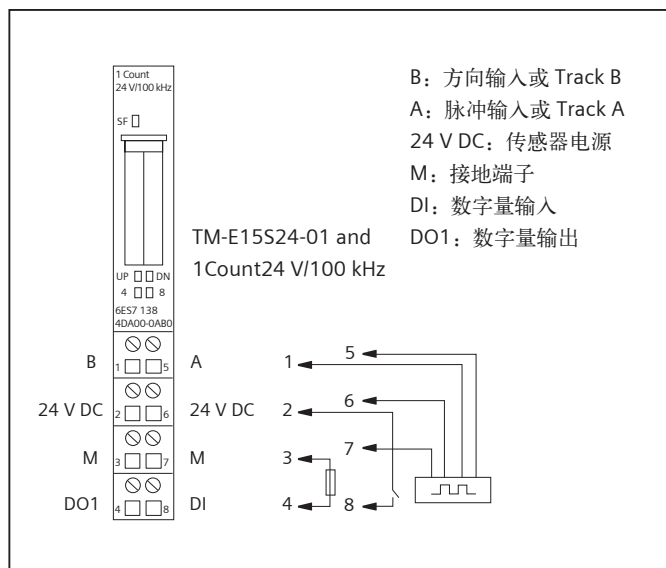 1 Count
24 V/100 kHz
SF
UP DN
4 8
6ES7 138
4DA00-0AB0
B 1 5 A
24 V DC 2 6 24 V DC
M 3 7 M
DO1 4 8 DI
TM-E15S24-01 and
1Count24 V/100 kHz
B：方向输入或 Track B
A：脉冲输入或 Track A
24 V DC：传感器电源
M：接地端子
DI：数字量输入
DO1：数字量输出
1 5
2 6
3 7
4 8